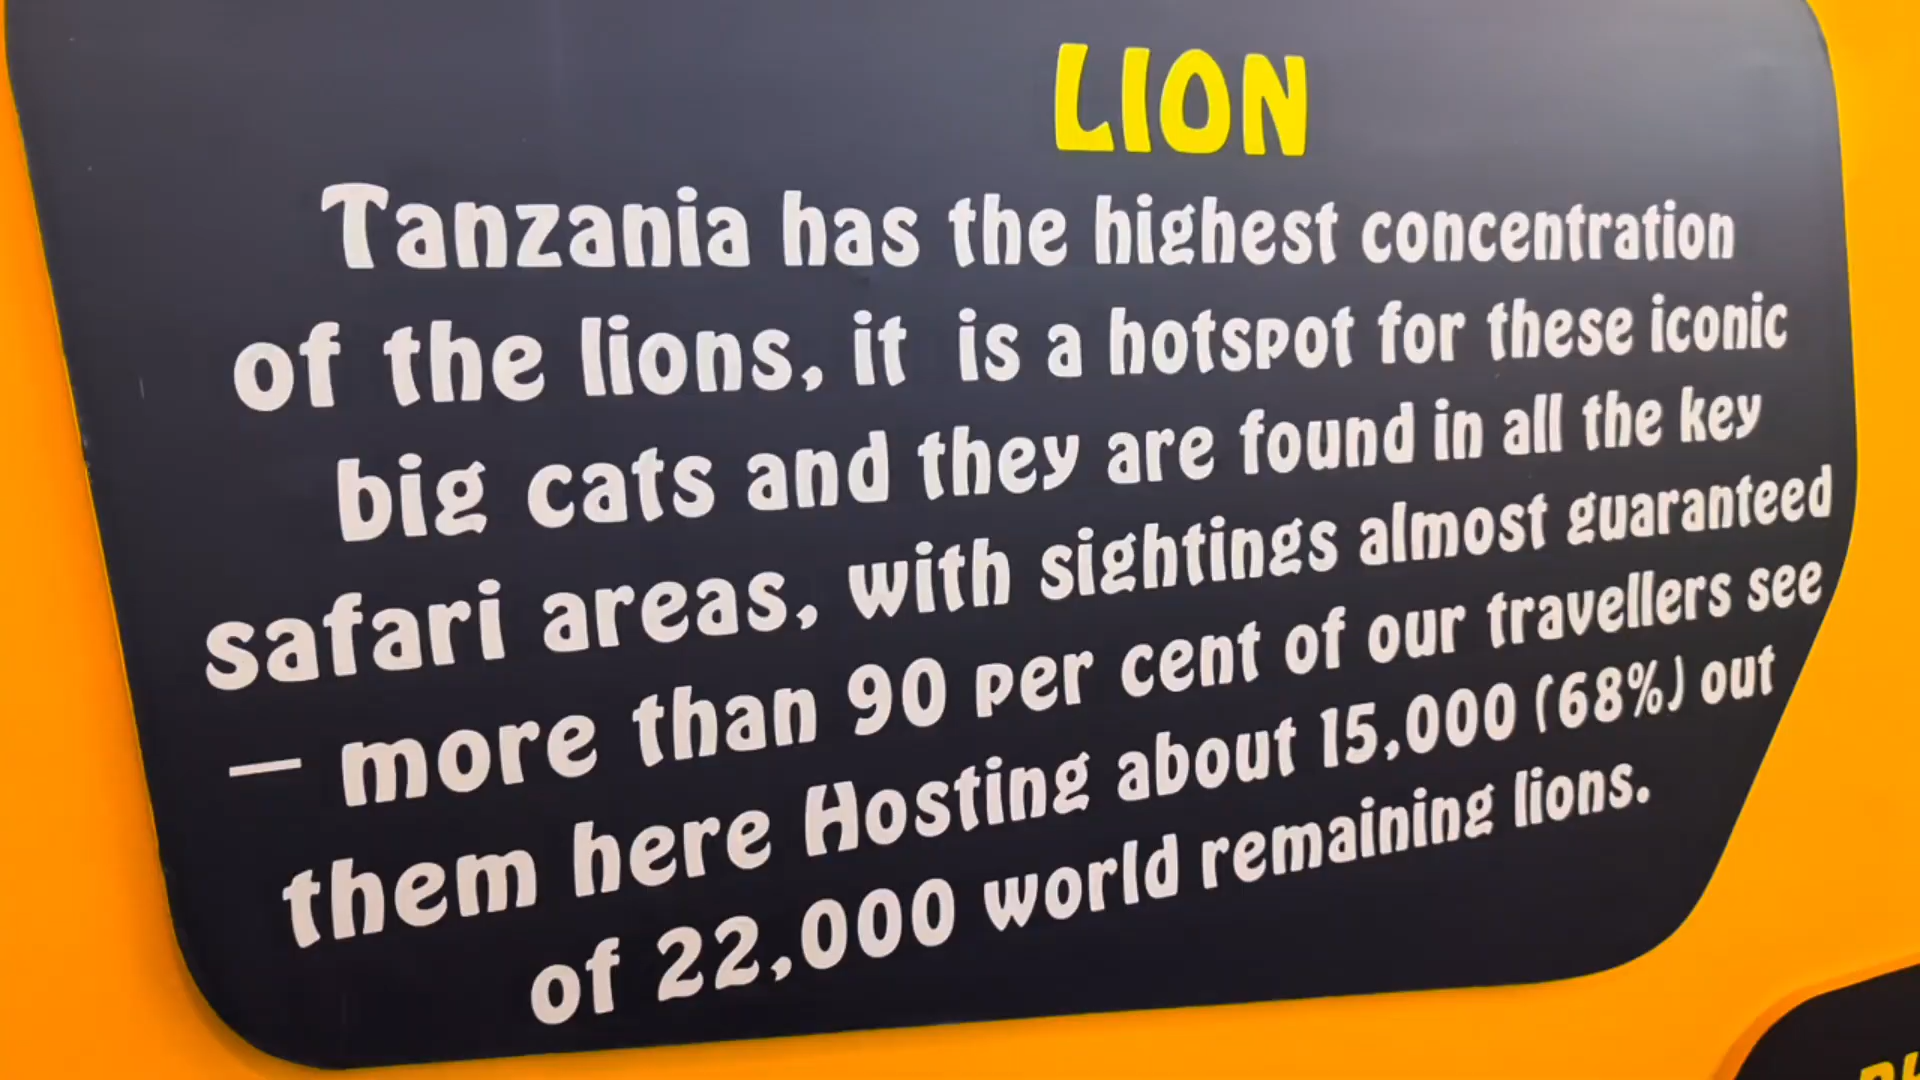 LION
Tanzania has the highest concentration
of the lions, it is a hotspot for these iconic
big cats and they are found in all the key
safari areas, with sightings almost guaranteed
— more than 90 per cent of our travellers see
them here Hosting about 15,000 (68%) out
of 22,000 world remaining lions.